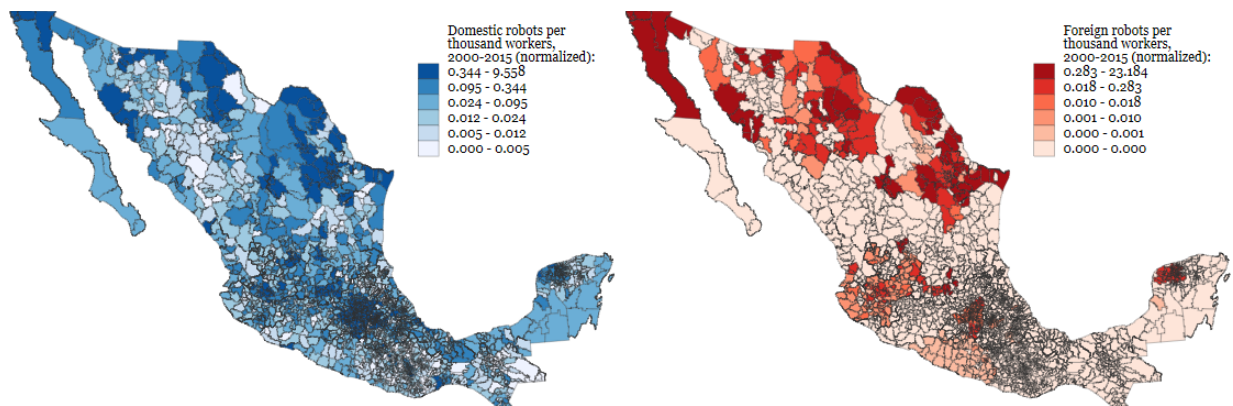 Domestic robots per
thousand workers,
2000-2015 (normalized):
0.344 - 9.558
0.095 - 0.344
0.024 - 0.095
0.012 - 0.024
0.005 - 0.012
0.000 - 0.005
Foreign robots per
thousand workers,
2000-2015 (normalized):
0.283 - 23.184
0.018 - 0.283
0.010 - 0.018
0.001 - 0.010
0.000 - 0.001
0.000 - 0.000